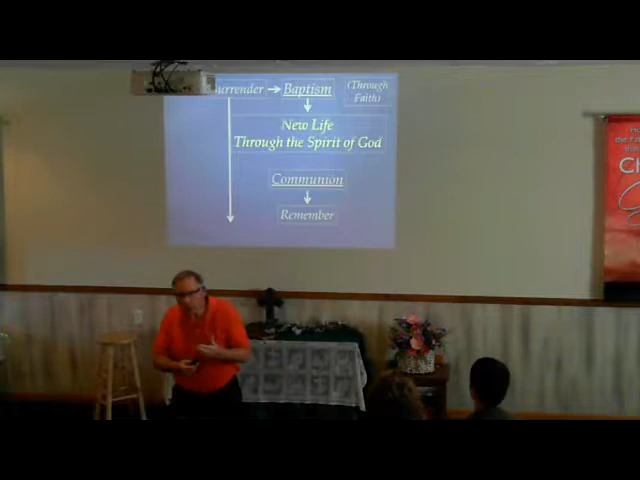 urrender → Baptism (Through
Faith)
New Life
Through the Spirit of God
Communion
Remember